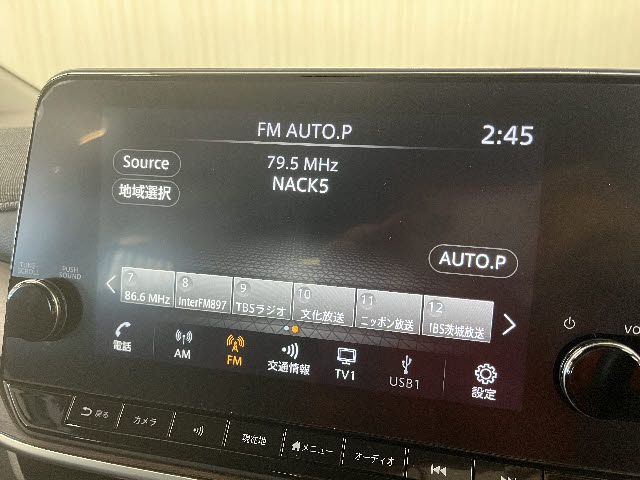 FM AUTO.P
2:45
Source
79.5 MHz
地域選択
NACK5
AUTO.P
7
86.6 MHz
8
InterFM897
9
TBSラジオ
10
文化放送
11
ニッポン放送
12
IBS茨城放送
電話
AM
FM
交通情報
TV1
USB1
設定
TUNE·
SCROLL
PUSH
SOUND
VO
戻る
カメラ
現在地
メニュー
オーディオ